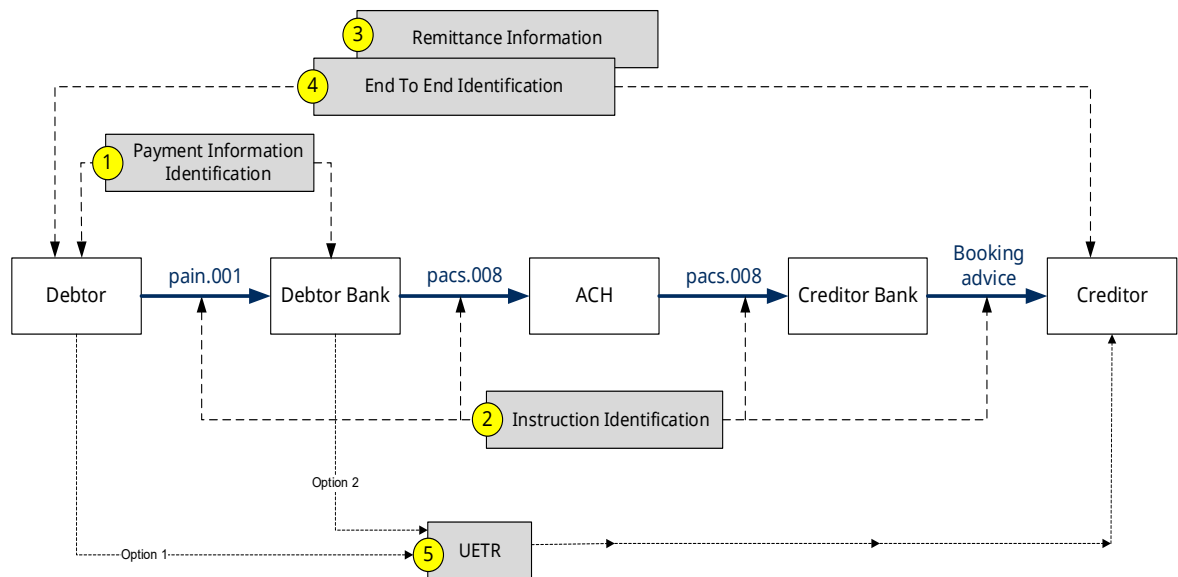 3
Remittance Information
4
End To End Identification
1
Payment Information
Identification
Debtor
pain.001
Debtor Bank
pacs.008
ACH
pacs.008
Creditor Bank
Booking
advice
Creditor
2
Instruction Identification
Option 2
Option 1
5
UETR